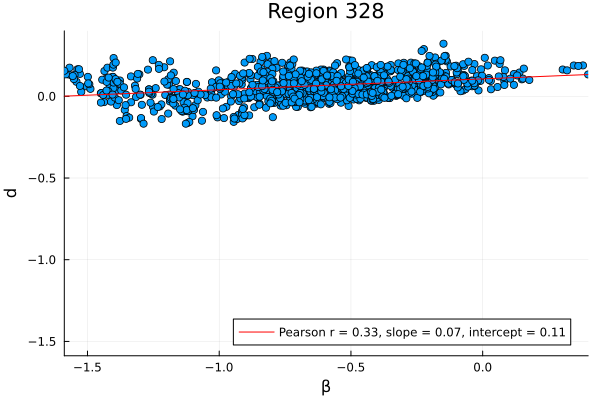 Region 328
d
0.0
−0.5
−1.0
−1.5
Pearson r = 0.33, slope = 0.07, intercept = 0.11
−1.5 −1.0 −0.5 0.0
β